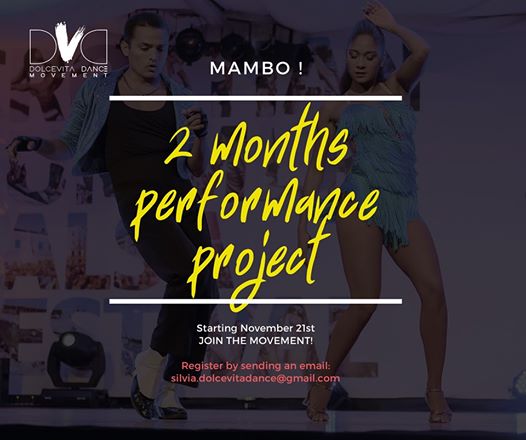 DVD
DOLCEVITA DANCE
MOVEMENT
MAMBO !
2 months
performance
project
Starting November 21st
JOIN THE MOVEMENT!
Register by sending an email:
silvia.dolcevitadance@gmail.com